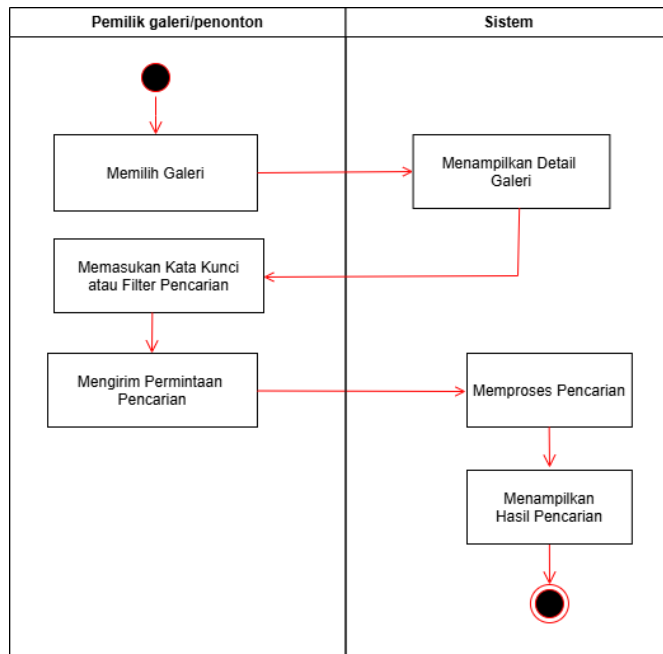 Pemilik galeri/penonton
Sistem
Memilih Galeri
Menampilkan Detail
Galeri
Memasukan Kata Kunci
atau Filter Pencarian
Mengirim Permintaan
Pencarian
Memproses Pencarian
Menampilkan
Hasil Pencarian